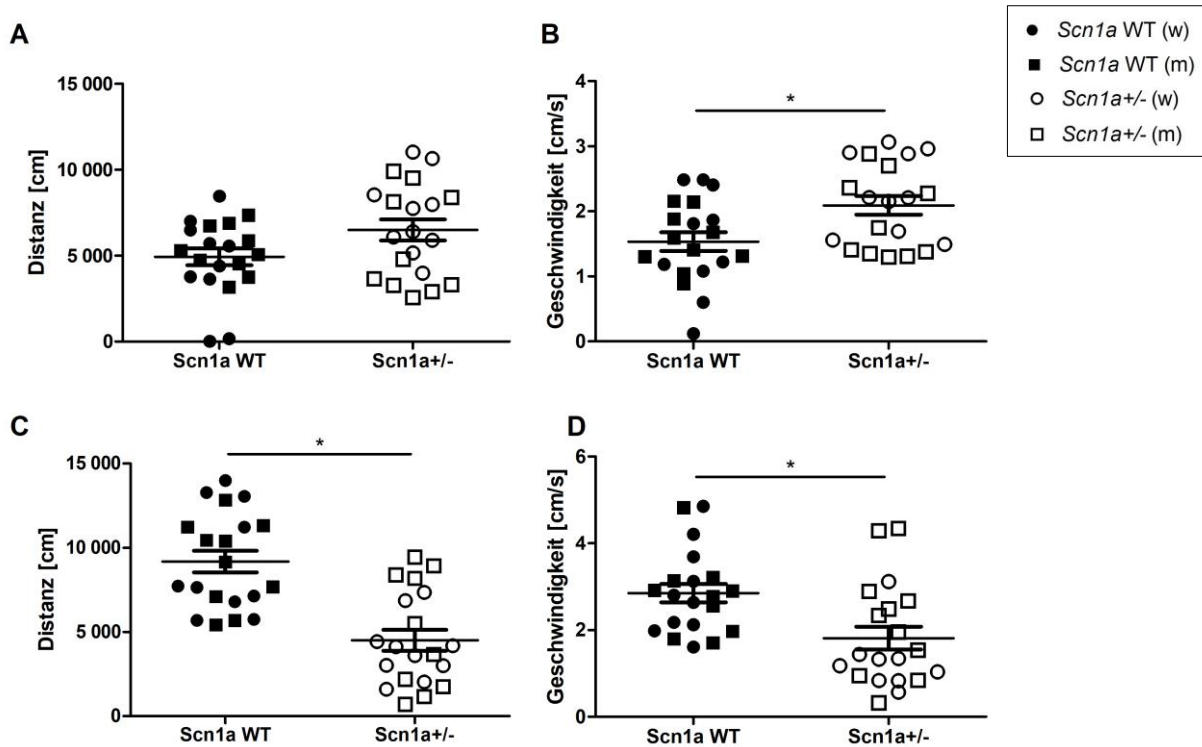 A
Distanz [cm]
15 000
10 000
5 000
0
Scn1a WT
Scn1a+/-
B
Geschwindigkeit [cm/s]
4
3
2
1
0
*
Scn1a WT
Scn1a+/-
Scn1a WT (w)
Scn1a WT (m)
Scn1a+/- (w)
Scn1a+/- (m)
C
Distanz [cm]
15 000
10 000
5 000
0
*
Scn1a WT
Scn1a+/-
D
Geschwindigkeit [cm/s]
6
4
2
0
*
Scn1a WT
Scn1a+/-